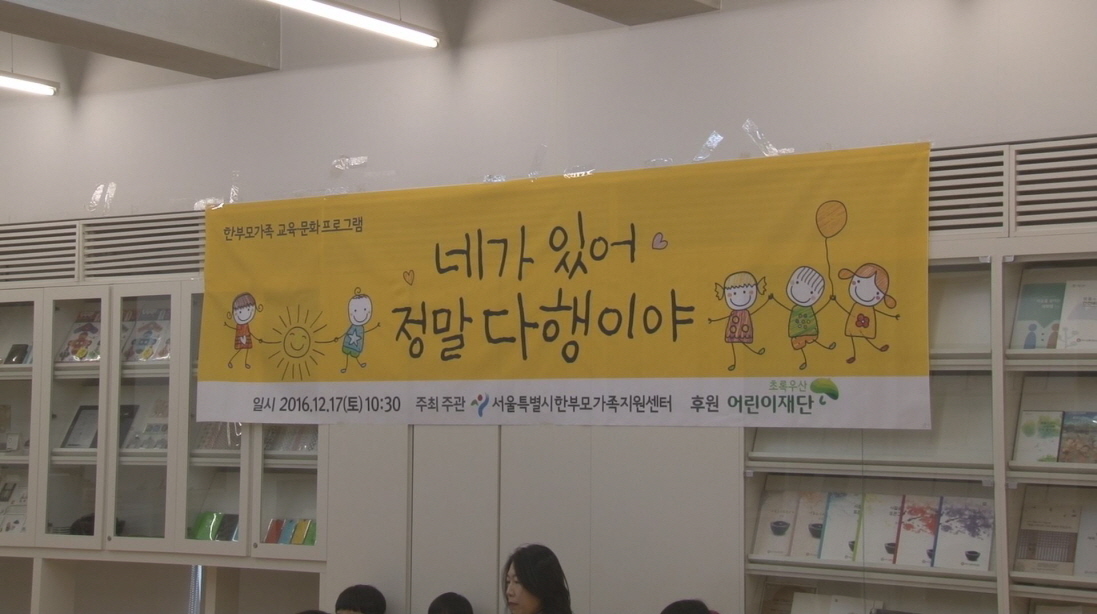 한부모가족 교육·문화 프로그램
네가 있어
정말 다행이야
일시 2016.12.17(토) 10:30 주최 주관 서울특별시한부모가족지원센터 후원 초록우산 어린이재단